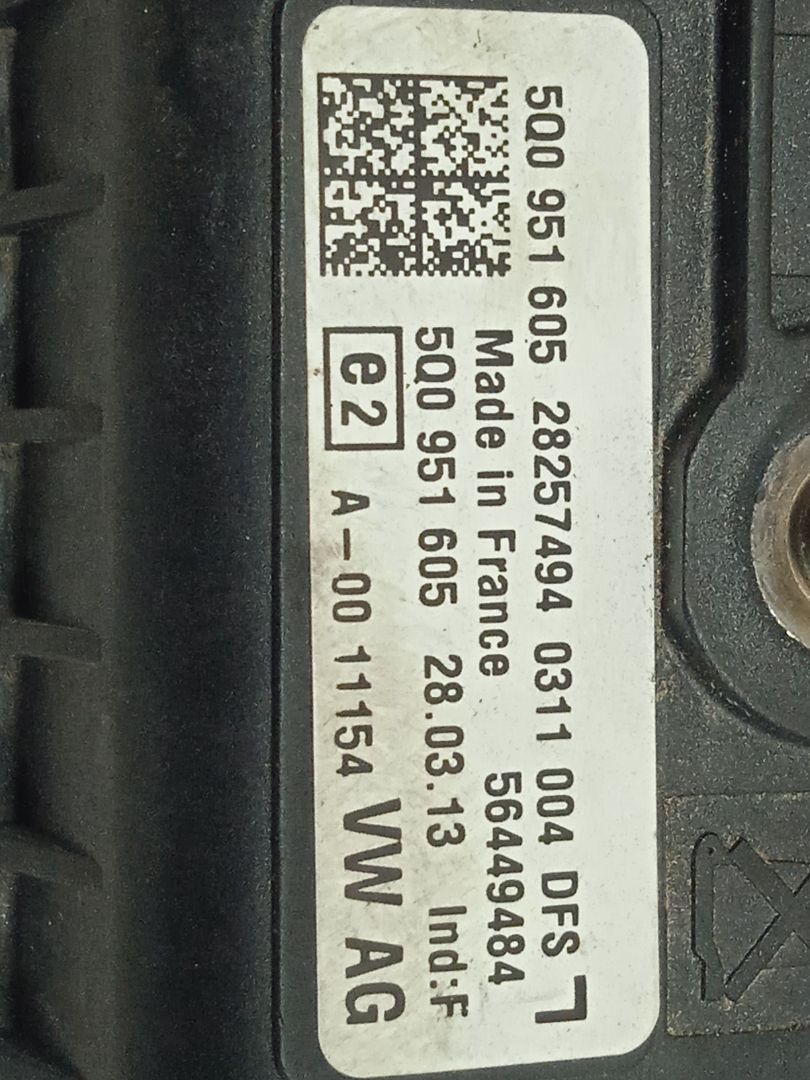 5Q0 951 605 28257494 0311 004 DFS
Made in France 56449484
5Q0 951 605 28.03.13 Ind:F
e2 A-00 11154 VW AG